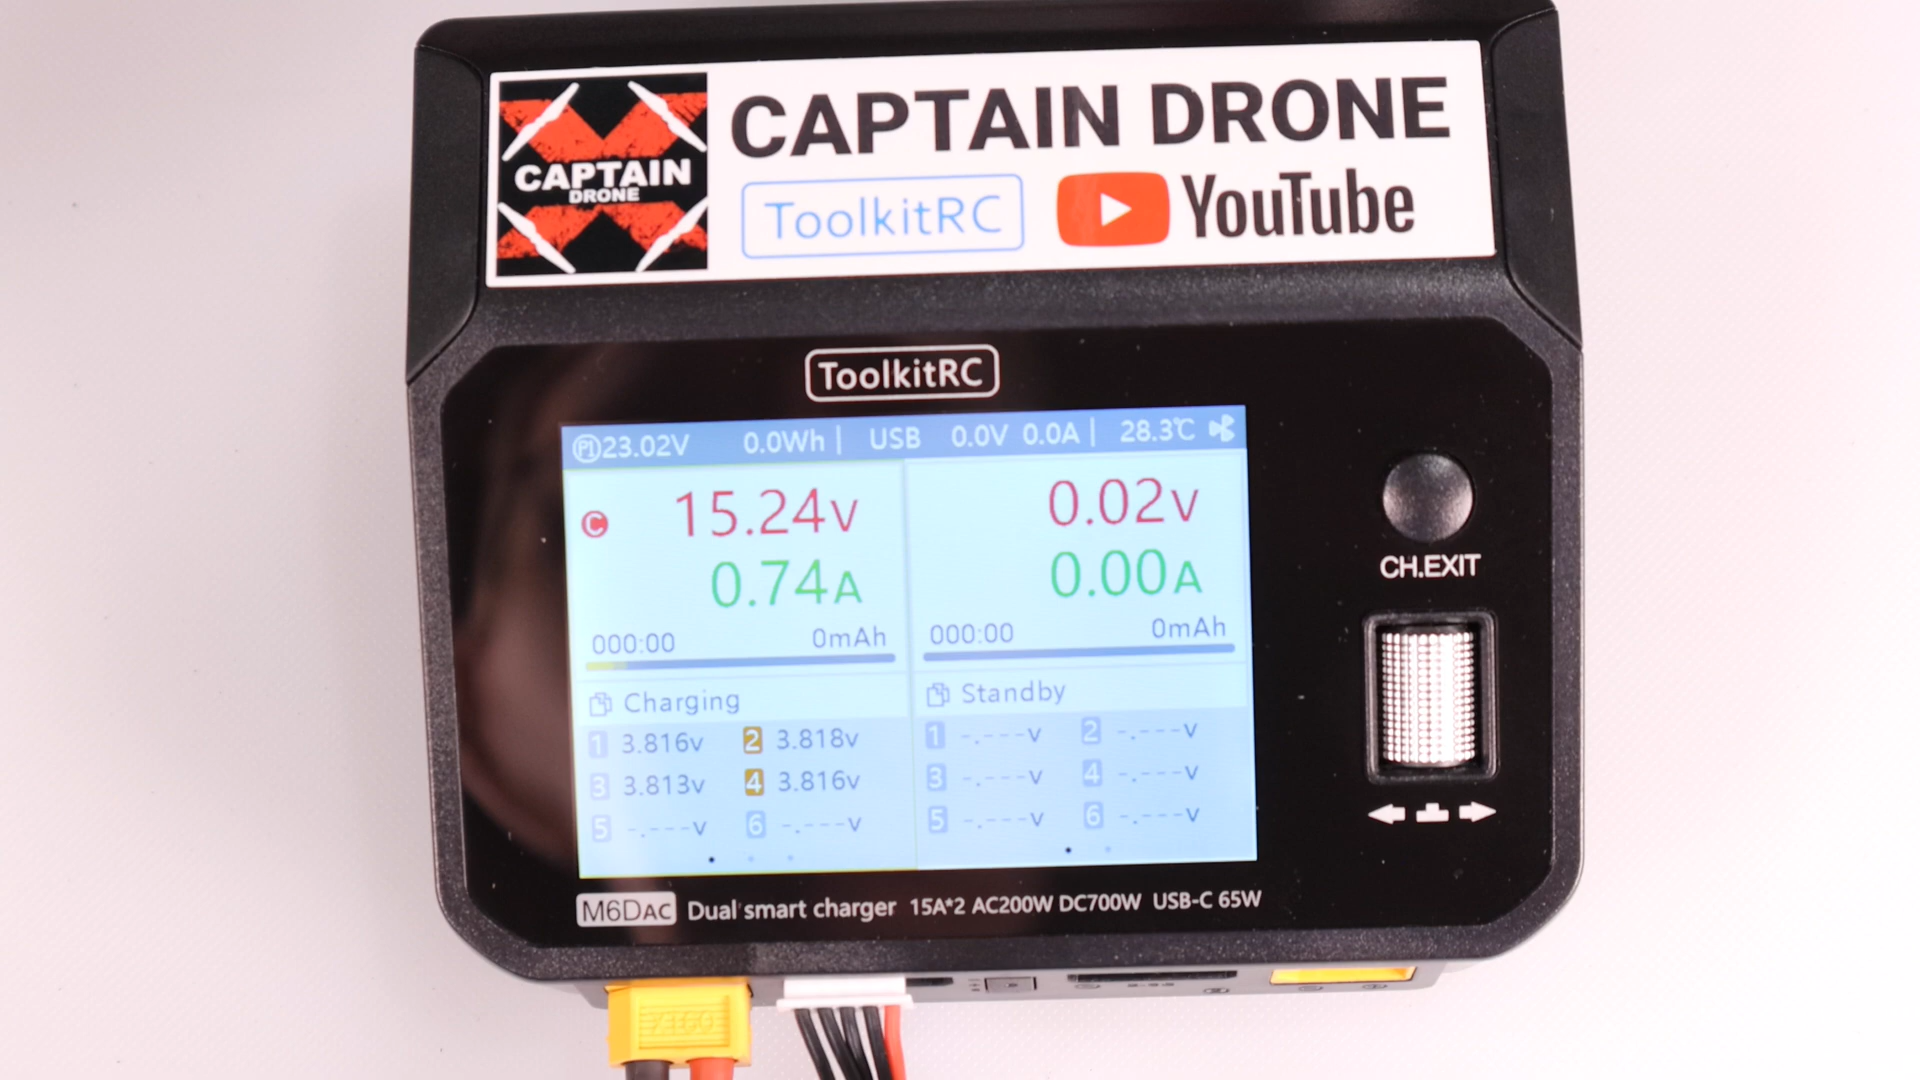 CAPTAIN DRONE
CAPTAIN
DRONE
ToolkitRC
YouTube
ToolkitRC
P1 23.02V 0.0Wh | USB 0.0V 0.0A | 28.3℃
C 15.24V 0.02V
0.74A 0.00A
000:00 0mAh 000:00 0mAh
Charging Standby
1 3.816v 2 3.818v 1 -.---v 2 -.---v
3 3.813v 4 3.816v 3 -.---v 4 -.---v
5 -.---v 6 -.---v 5 -.---v 6 -.---v
CH.EXIT
M6DAC Dual smart charger 15A*2 AC200W DC700W USB-C 65W
XT60